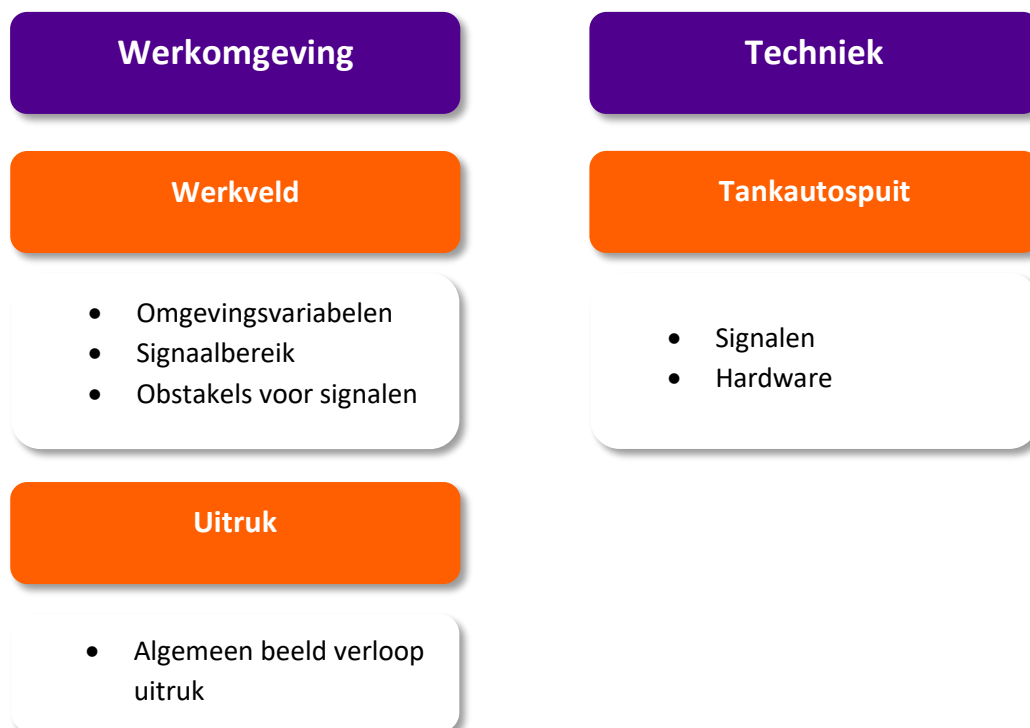 Werkomgeving
Werkveld
• Omgevingsvariabelen
• Signaalbereik
• Obstakels voor signalen
Uitruk
• Algemeen beeld verloop
uitruk
Techniek
Tankautospuit
• Signalen
• Hardware